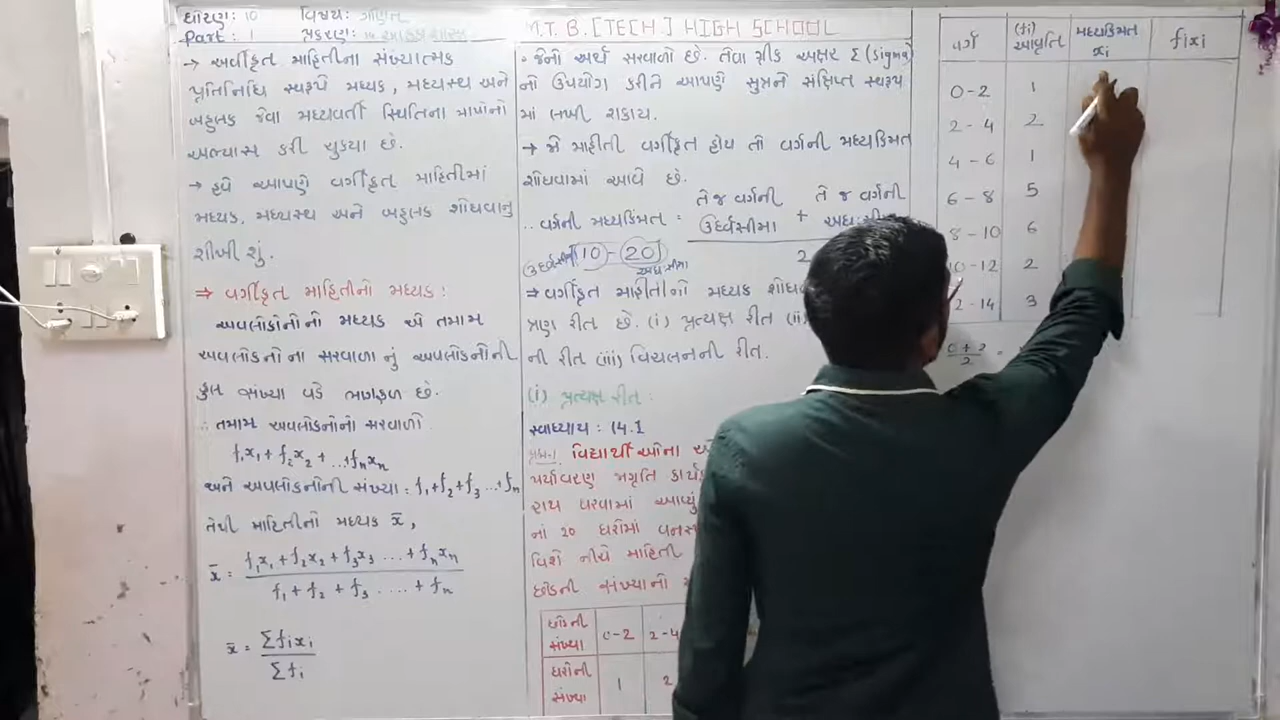 ધોરણ: 10 વિષય: ગણિત
Part: 1 પ્રકરણ: 14 આંકડાશાસ્ત્ર
M.T.B. [TECH.] HIGH SCHOOL
→ અવર્ગીકૃત માહિતીના સંખ્યાત્મક
પ્રતિનિધિ સ્વરૂપે મધ્યક, મધ્યસ્થ અને
બહુલક જેવા મધ્યવર્તી સ્થિતિના માપોનો
અભ્યાસ કરી ચુક્યા છે.
→ હવે આપણે વર્ગીકૃત માહિતીમાં
મધ્યક, મધ્યસ્થ અને બહુલક શોધવાનું
શીખીશું.
⇒ વર્ગીકૃત માહિતીનો મધ્યક:
અવલોકનોનો મધ્યક એ તમામ
અવલોકનોના સરવાળાનું અવલોકનોની
કુલ સંખ્યા વડે ભાગફળ છે.
∴ તમામ અવલોકનોનો સરવાળો
f₁x₁ + f₂x₂ + ...+ fₙxₙ
અને અવલોકનોની સંખ્યા: f₁+f₂+f₃...+fₙ
તેથી માહિતીનો મધ્યક x̄,
x̄ = f₁x₁ + f₂x₂ + f₃x₃ .... + fₙxₙ
f₁ + f₂ + f₃ .... + fₙ
x̄ = Σfᵢxᵢ
Σfᵢ
• જેનો અર્થ સરવાળો છે. તેવા ગ્રીક અક્ષર Σ (sigma)
નો ઉપયોગ કરીને આપણે સુત્રને સંક્ષિપ્ત સ્વરૂપ
માં લખી શકાય.
→ જો માહીતી વર્ગીકૃત હોય તો વર્ગની મધ્યકિંમત
શોધવામાં આવે છે.
તે જ વર્ગની તે જ વર્ગની
∴ વર્ગની મધ્યકિંમત = ઉર્ધ્વસીમા +
2
ઉર્ધ્વસીમા 10 - 20 અધઃસીમા
⇒ વર્ગીકૃત માહીતીનો મધ્યક
ત્રણ રીત છે. (i) પ્રત્યક્ષ રીત (ii)
ની રીત (iii) વિચલનની રીત.
(i) પ્રત્યક્ષ રીત:
સ્વાધ્યાય: 14.1
પ્રશ્ન-1 વિદ્યાર્થીઓના
પર્યાવરણ જાગૃતિ
હાથ ધરવામાં આવ્યું
નાં 20 ઘરોમાં
વિશે નીચે માહિતી
છોડની સંખ્યાનો
છોડની સંખ્યા 0-2 2-4
ઘરોની સંખ્યા 1 2
વર્ગ (fi) આવૃતિ મધ્યકિંમત xi fixi
0-2 1
2-4 2
4-6 1
6-8 5
8-10 6
10-12 2
12-14 3
0+2
2 =